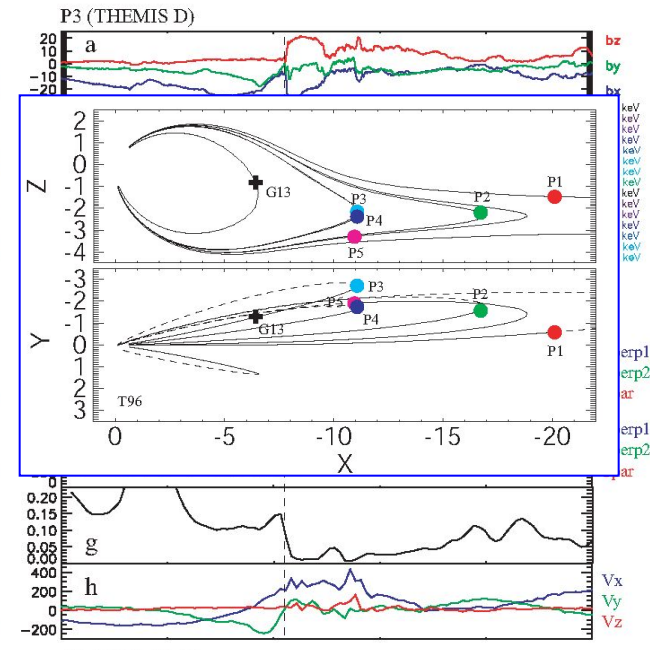 P3 (THEMIS D)
20
10
0
−10
−20
a
bz
by
bx
keV
keV
keV
keV
keV
keV
keV
keV
keV
keV
keV
keV
keV
keV
2
1
0
-1
-2
-3
-4
Z
G13
P3
P4
P5
P2
P1
-3
-2
-1
0
1
2
3
Y
P3
P5
P4
G13
P2
P1
T96
0
-5
-10
-15
-20
X
erp1
erp2
ar
erp1
erp2
par
0
0.20
0.15
0.10
0.05
0.00
g
400
200
0
−200
h
Vx
Vy
Vz